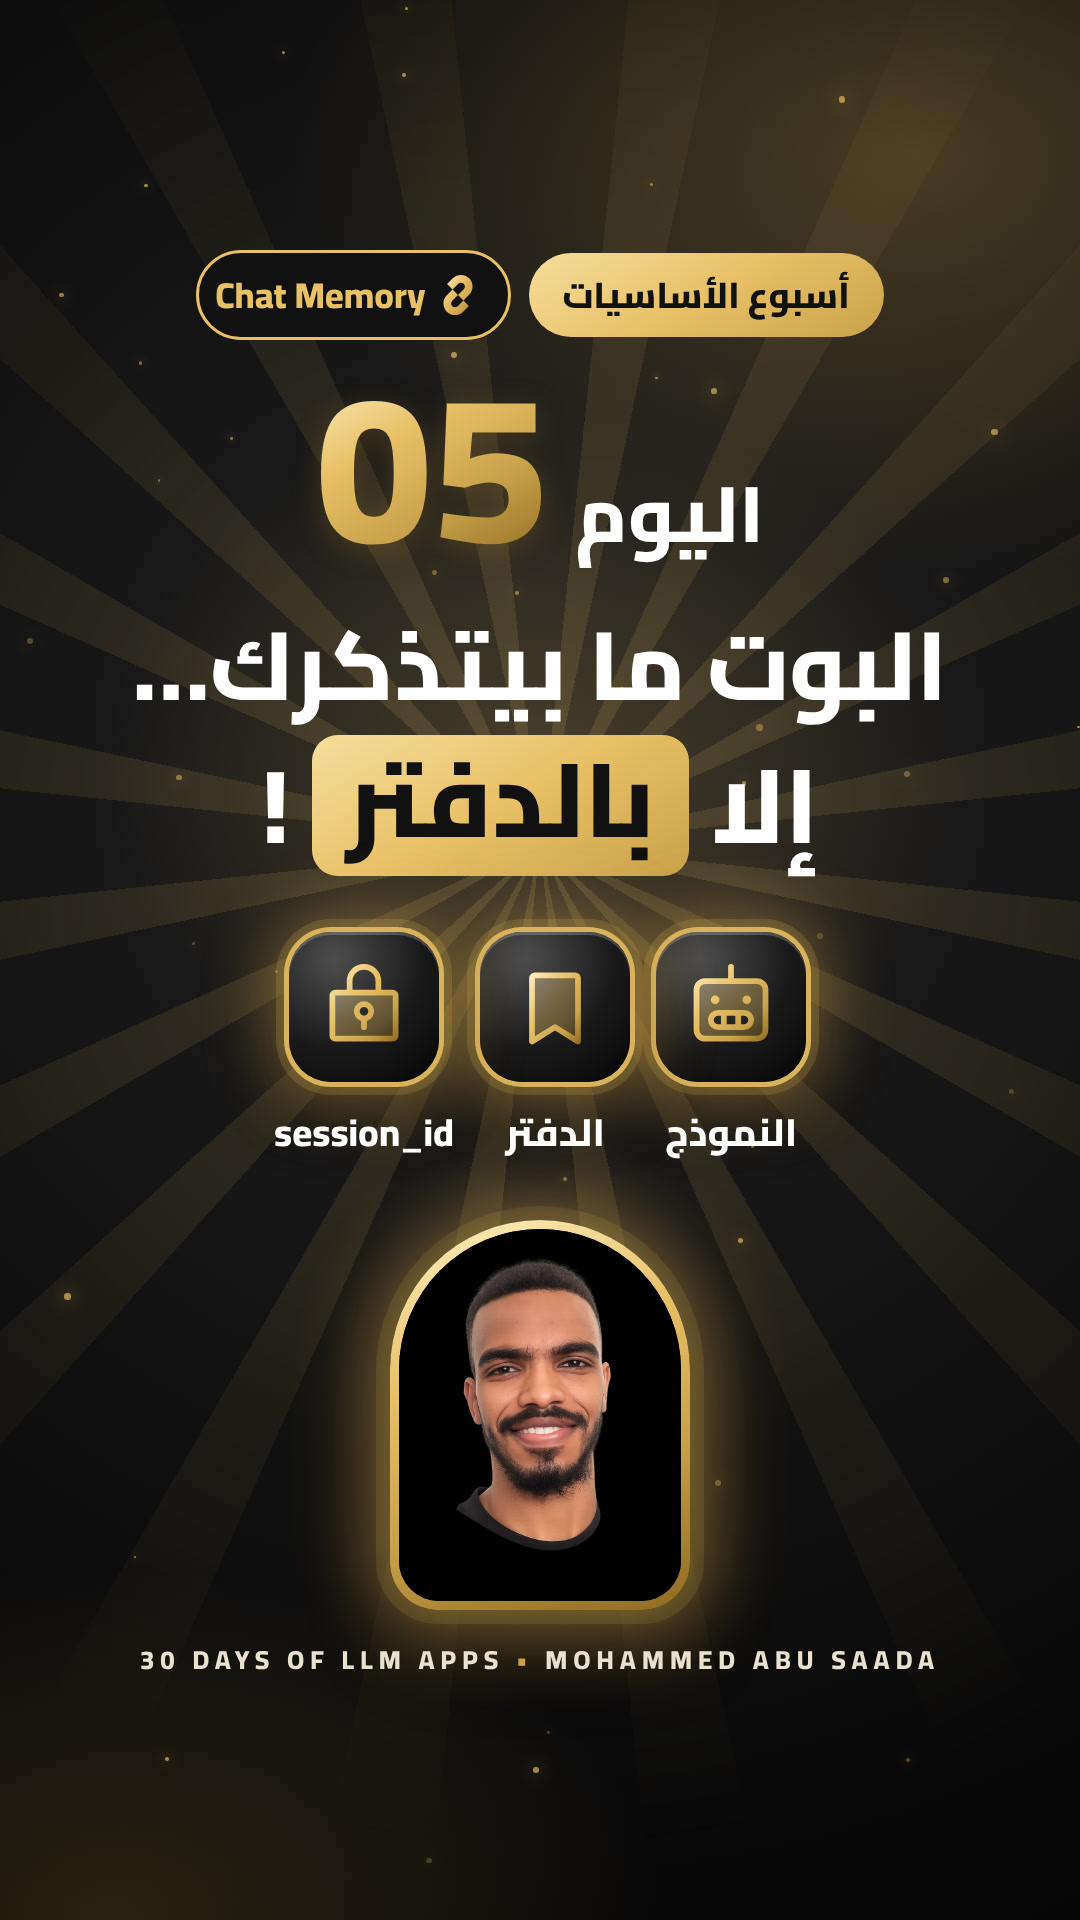 أسبوع الأساسيات Chat Memory
اليوم 05
البوت ما بيتذكرك...
إلا بالدفتر !
النموذج الدفتر session_id
30 DAYS OF LLM APPS ▪ MOHAMMED ABU SAADA